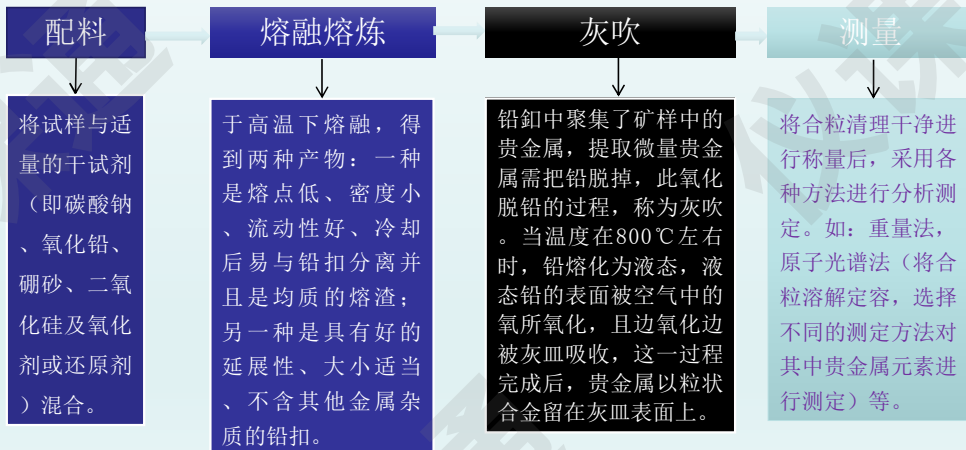 配料
熔融熔炼
灰吹
测量
将试样与适
量的干试剂
（即碳酸钠
、氧化铅、
硼砂、二氧
化硅及氧化
剂或还原剂
）混合。
于高温下熔融，得
到两种产物：一种
是熔点低、密度小
、流动性好、冷却
后易与铅扣分离并
且是均质的熔渣；
另一种是具有好的
延展性、大小适当
、不含其他金属杂
质的铅扣。
铅釦中聚集了矿样中的
贵金属，提取微量贵金
属需把铅脱掉，此氧化
脱铅的过程，称为灰吹
。当温度在800℃左右
时，铅熔化为液态，液
态铅的表面被空气中的
氧所氧化，且边氧化边
被灰皿吸收，这一过程
完成后，贵金属以粒状
合金留在灰皿表面上。
将合粒清理干净进
行称量后，采用各
种方法进行分析测
定。如：重量法，
原子光谱法（将合
粒溶解定容，选择
不同的测定方法对
其中贵金属元素进
行测定）等。